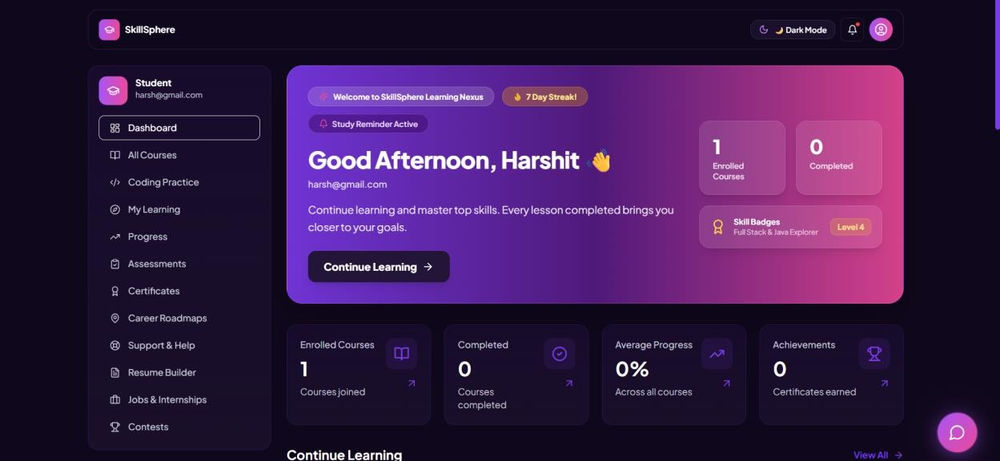 SkillSphere
🌙 Dark Mode
Student
harsh@gmail.com
Dashboard
All Courses
Coding Practice
My Learning
Progress
Assessments
Certificates
Career Roadmaps
Support & Help
Resume Builder
Jobs & Internships
Contests
Welcome to SkillSphere Learning Nexus
🔥 7 Day Streak!
Study Reminder Active
Good Afternoon, Harshit 👋
harsh@gmail.com
Continue learning and master top skills. Every lesson completed brings you
closer to your goals.
Continue Learning →
1
Enrolled
Courses
0
Completed
Skill Badges
Full Stack & Java Explorer
Level 4
Enrolled Courses
1
Courses joined
Completed
0
Courses
completed
Average Progress
0%
Across all courses
Achievements
0
Certificates earned
Continue Learning
View All →